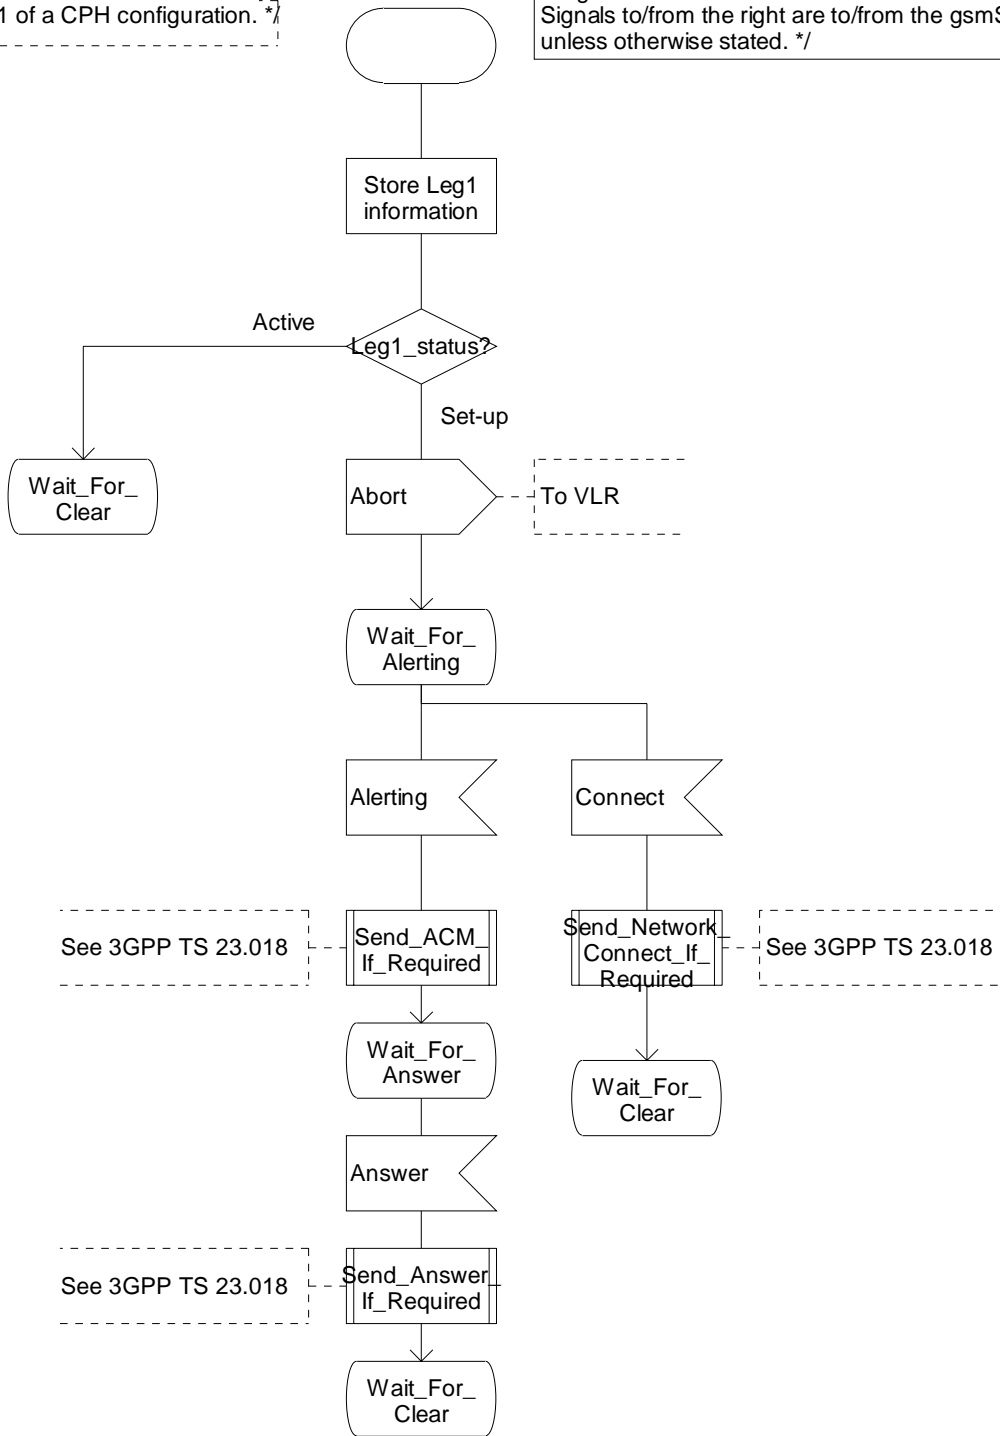 1 of a CPH configuration. */
Signals to/from the right are to/from the gsmS
unless otherwise stated. */
Store Leg1
information
Active
Leg1_status?
Set-up
Wait_For_
Clear
Abort
To VLR
Wait_For_
Alerting
Alerting
Connect
See 3GPP TS 23.018
Send_ACM_
If_Required
Send_Network_
Connect_If_
Required
See 3GPP TS 23.018
Wait_For_
Answer
Wait_For_
Clear
Answer
See 3GPP TS 23.018
Send_Answer_
If_Required
Wait_For_
Clear